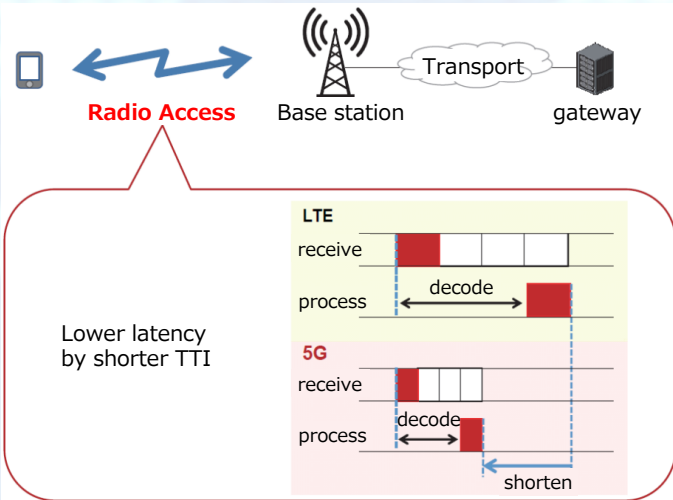 Transport
Radio Access
Base station
gateway
LTE
receive
decode
process
Lower latency
by shorter TTI
5G
receive
decode
process
shorten